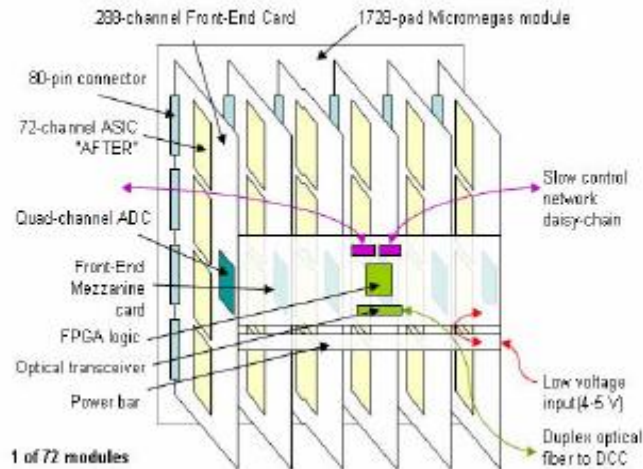 288-channel Front-End Card
1728-pad Micromegas module
80-pin connector
72-channel ASIC
"AFTER"
Slow control
network
daisy-chain
Quad-channel ADC
Front-End
Mezzanine
card
FPGA logic
Optical transceiver
Power bar
Low voltage
input(4-5 V)
Duplex optical
fiber to DCC
1 of 72 modules